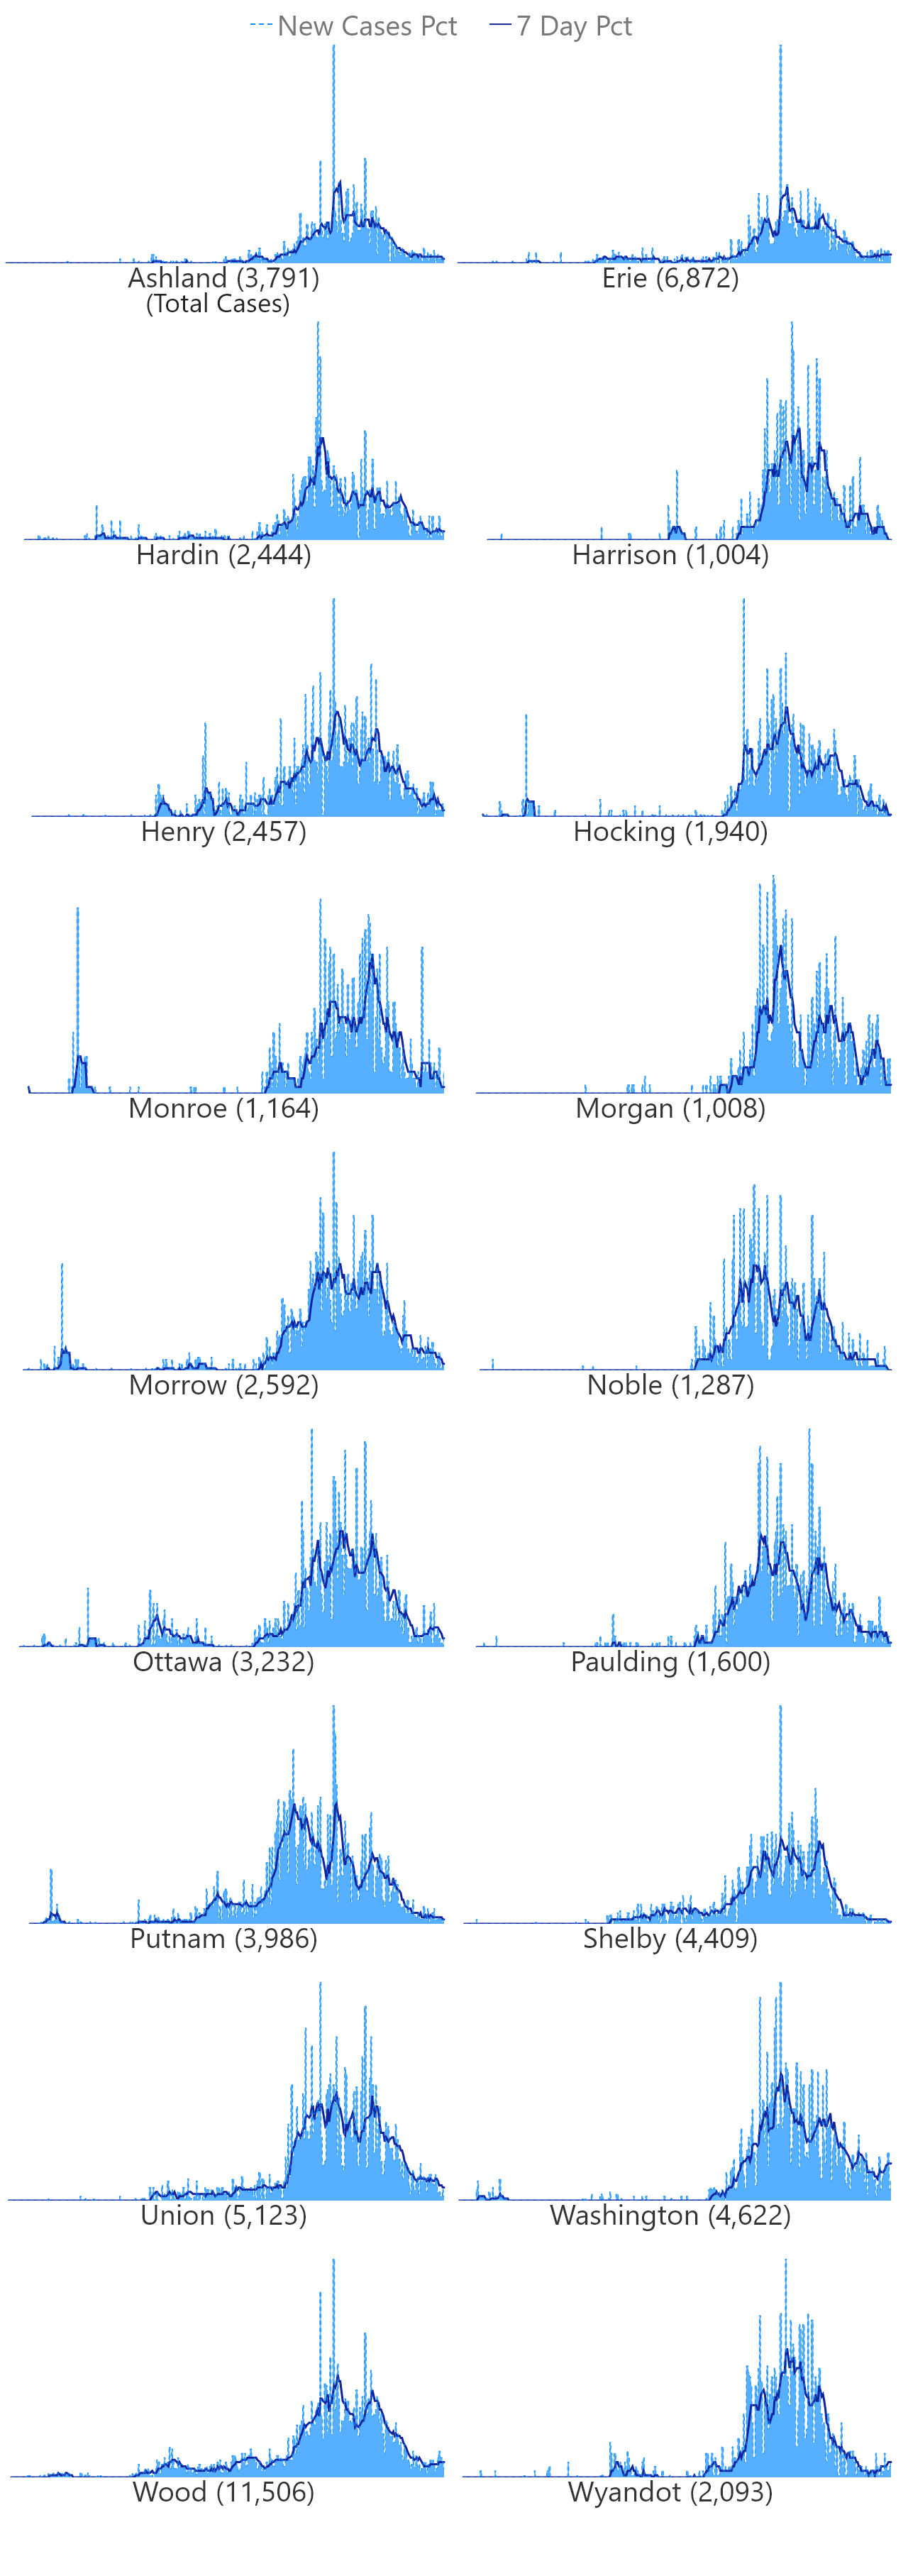 New Cases Pct 7 Day Pct
Ashland (3,791) Erie (6,872)
(Total Cases)
Hardin (2,444) Harrison (1,004)
Henry (2,457) Hocking (1,940)
Monroe (1,164) Morgan (1,008)
Morrow (2,592) Noble (1,287)
Ottawa (3,232) Paulding (1,600)
Putnam (3,986) Shelby (4,409)
Union (5,123) Washington (4,622)
Wood (11,506) Wyandot (2,093)